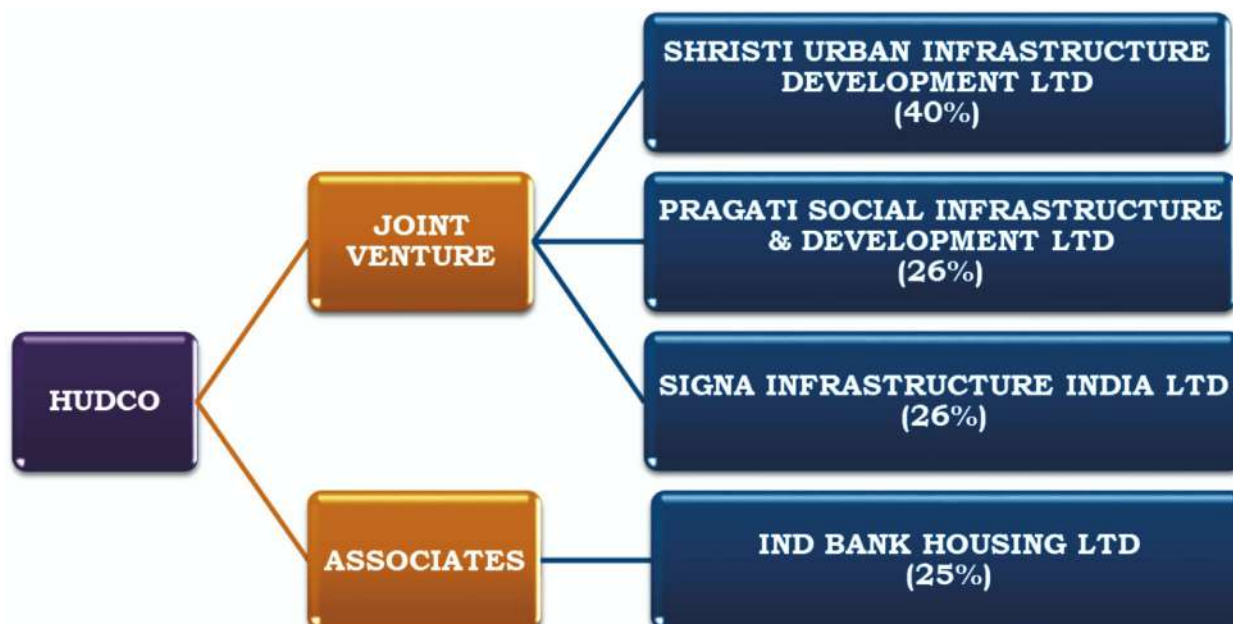 SHRISTI URBAN INFRASTRUCTURE
DEVELOPMENT LTD
(40%)
JOINT
VENTURE
PRAGATI SOCIAL INFRASTRUCTURE
& DEVELOPMENT LTD
(26%)
HUDCO
SIGNA INFRASTRUCTURE INDIA LTD
(26%)
ASSOCIATES
IND BANK HOUSING LTD
(25%)